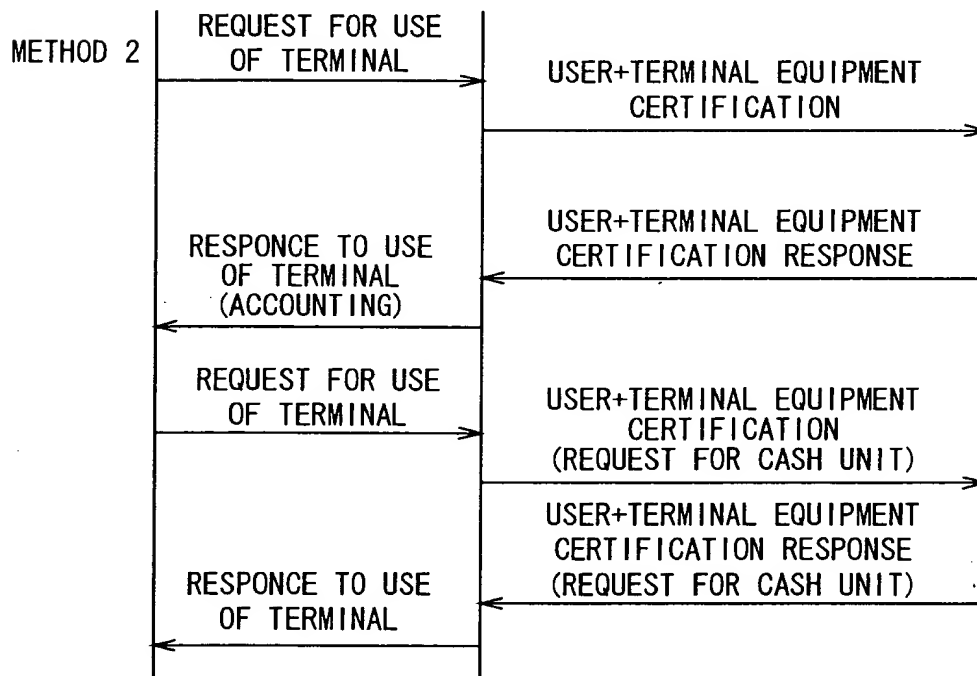 METHOD 2
REQUEST FOR USE
OF TERMINAL
USER+TERMINAL EQUIPMENT
CERTIFICATION
USER+TERMINAL EQUIPMENT
CERTIFICATION RESPONSE
RESPONCE TO USE
OF TERMINAL
(ACCOUNTING)
REQUEST FOR USE
OF TERMINAL
USER+TERMINAL EQUIPMENT
CERTIFICATION
(REQUEST FOR CASH UNIT)
USER+TERMINAL EQUIPMENT
CERTIFICATION RESPONSE
(REQUEST FOR CASH UNIT)
RESPONCE TO USE
OF TERMINAL